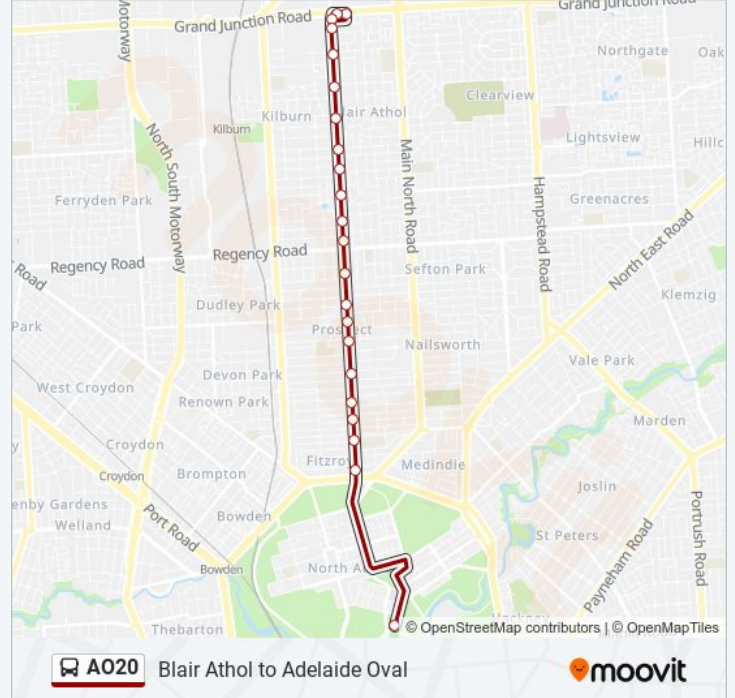 Motorway
Grand Junction Road
Grand Junction Road
Northgate
Oak
Clearview
Kilburn
Blair Athol
Kilburn
Lightsview
Hillc
North South Motorway
Main North Road
Hampstead Road
Ferryden Park
Greenacres
North East Road
Regency Road
Regency Road
Road
Sefton Park
Klemzig
Dudley Park
Park
Prospect
Nailsworth
Vale Park
Devon Park
West Croydon
Renown Park
Marden
Croydon
Fitzroy
Medindle
Croydon
Brompton
Joslin
enby Gardens
Port Road
Bowden
Welland
St Peters
Portrush Road
Payneham Road
Bowden
North A
Hackney
Thebarton
© OpenStreetMap contributors | © OpenMapTiles
AO20 Blair Athol to Adelaide Oval
moovit